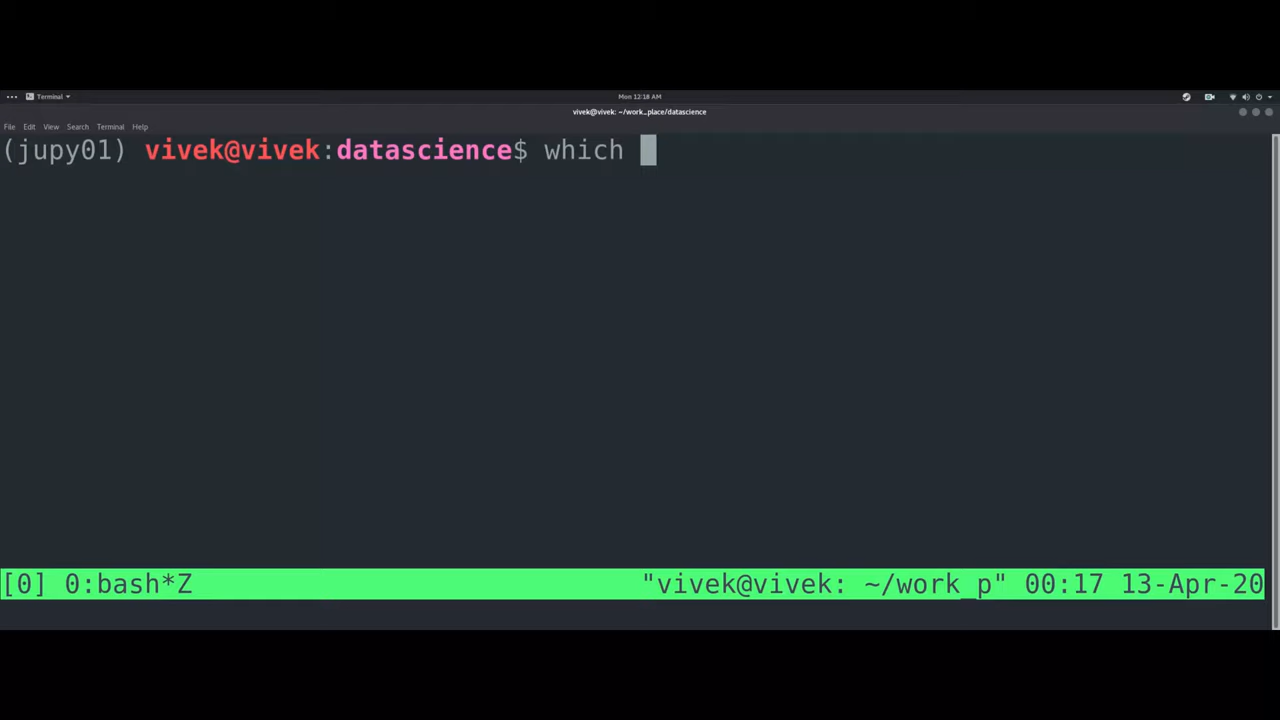 Terminal
Mon 12:18 AM
vivek@vivek: ~/work_place/datascience
File Edit View Search Terminal Help
(jupy01) vivek@vivek:datascience$ which
[0] 0:bash*Z "vivek@vivek: ~/work_p" 00:17 13-Apr-20